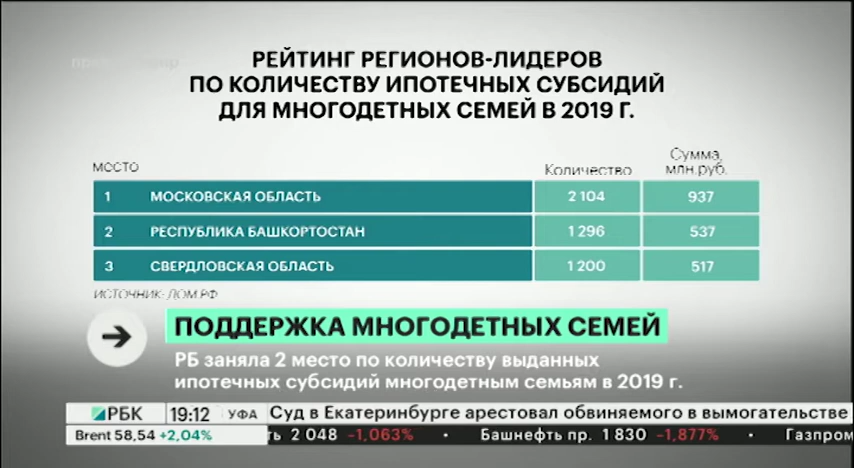 РЕЙТИНГ РЕГИОНОВ-ЛИДЕРОВ
ПО КОЛИЧЕСТВУ ИПОТЕЧНЫХ СУБСИДИЙ
ДЛЯ МНОГОДЕТНЫХ СЕМЕЙ В 2019 Г.
МЕСТО Количество Сумма, млн.руб.
1 МОСКОВСКАЯ ОБЛАСТЬ 2 104 937
2 РЕСПУБЛИКА БАШКОРТОСТАН 1 296 537
3 СВЕРДЛОВСКАЯ ОБЛАСТЬ 1 200 517
ИСТОЧНИК: ДОМ.РФ
ПОДДЕРЖКА МНОГОДЕТНЫХ СЕМЕЙ
РБ заняла 2 место по количеству выданных
ипотечных субсидий многодетным семьям в 2019 г.
РБК 19:12 УФА Суд в Екатеринбурге арестовал обвиняемого в вымогательстве
Brent 58,54 +2,04% ть 2 048 -1,063% • Башнефть пр. 1 830 -1,877% • Газпром